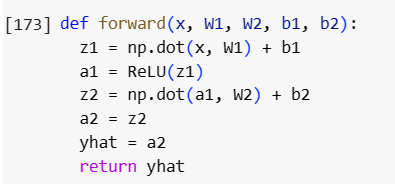 [173] def forward(x, W1, W2, b1, b2):
z1 = np.dot(x, W1) + b1
a1 = ReLU(z1)
z2 = np.dot(a1, W2) + b2
a2 = z2
yhat = a2
return yhat